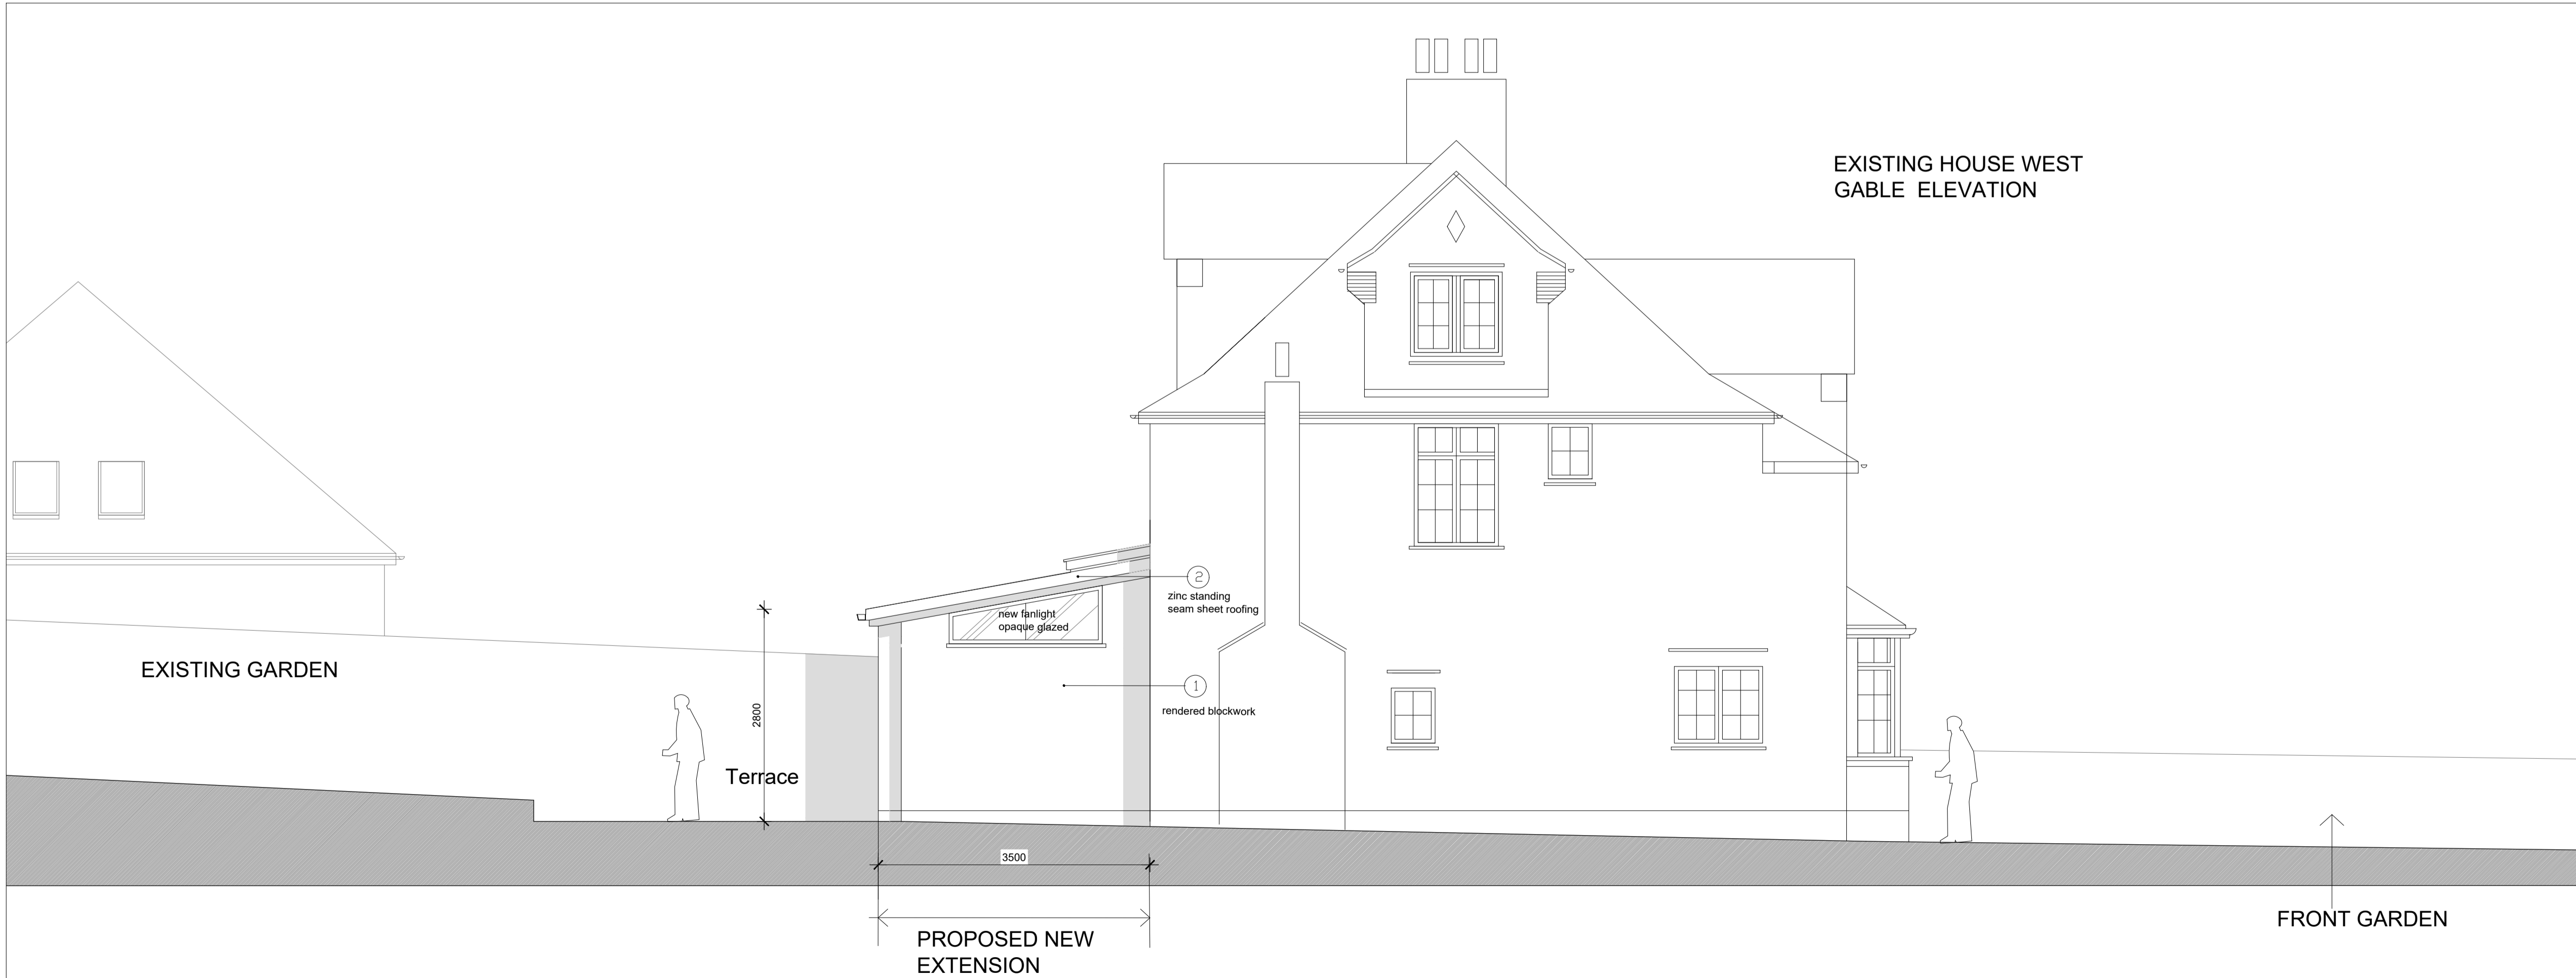 EXISTING HOUSE WEST
GABLE ELEVATION
2
zinc standing
seam sheet roofing
new fanlight
opaque glazed
EXISTING GARDEN
1
rendered blockwork
2800
Terrace
3500
PROPOSED NEW
EXTENSION
FRONT GARDEN